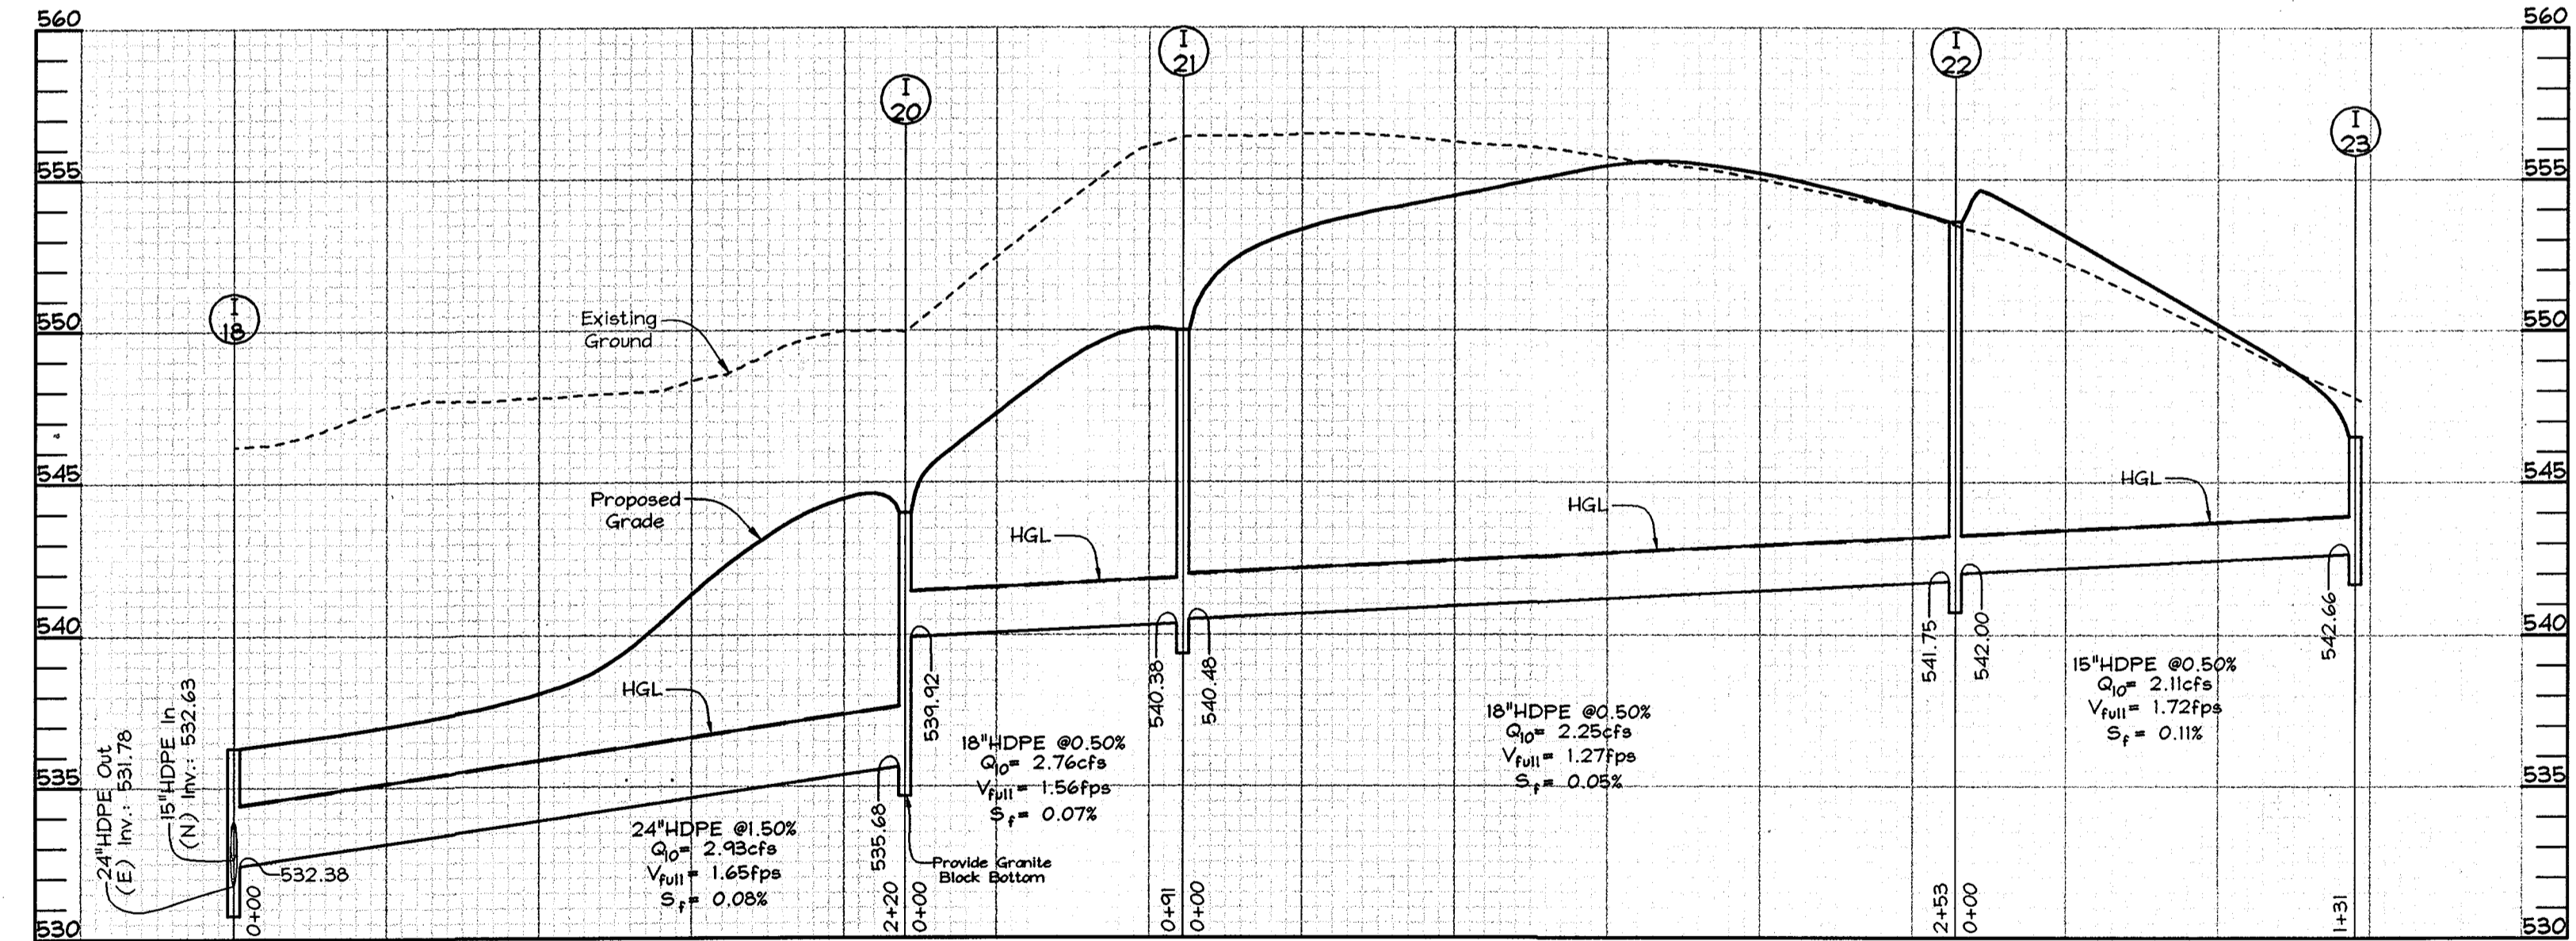 560
555
550
545
540
535
530
560
555
550
545
540
535
530
I
18
I
20
I
21
I
22
I
23
Existing
Ground
Proposed
Grade
HGL
HGL
HGL
HGL
24"HDPE Out
(E) Inv.: 531.78
15"HDPE In
(N) Inv.: 532.63
532.38
0+00
24"HDPE @1.50%
Q10= 2.93cfs
Vfull= 1.65fps
Sf= 0.08%
535.68
2+20
0+00
539.92
Provide Granite
Block Bottom
18"HDPE @0.50%
Q10= 2.76cfs
Vfull= 1.56fps
Sf= 0.07%
540.38
540.48
0+91
0+00
18"HDPE @0.50%
Q10= 2.25cfs
Vfull= 1.27fps
Sf= 0.05%
541.75
542.00
2+53
0+00
15"HDPE @0.50%
Q10= 2.11cfs
Vfull= 1.72fps
Sf= 0.11%
542.66
1+31